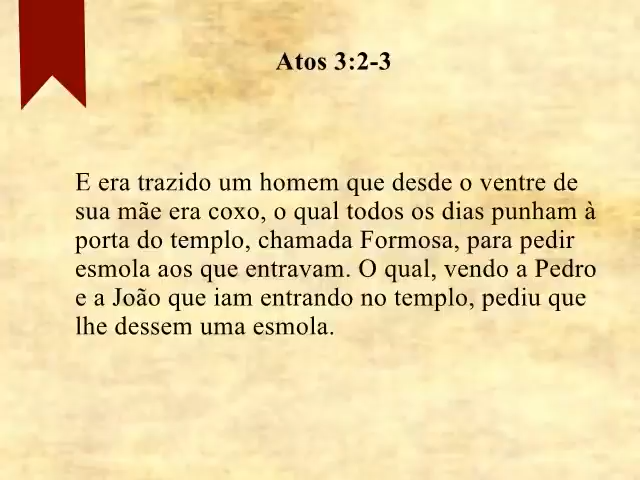 Atos 3:2-3
E era trazido um homem que desde o ventre de
sua mãe era coxo, o qual todos os dias punham à
porta do templo, chamada Formosa, para pedir
esmola aos que entravam. O qual, vendo a Pedro
e a João que iam entrando no templo, pediu que
lhe dessem uma esmola.